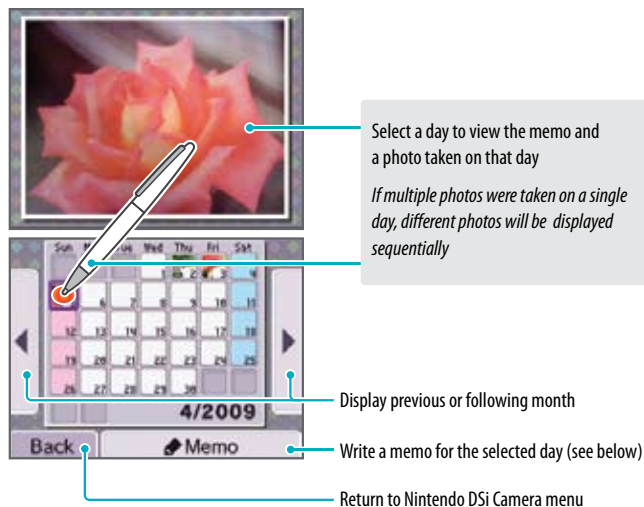 Select a day to view the memo and
a photo taken on that day
If multiple photos were taken on a single
day, different photos will be displayed
sequentially
Sun Wed Thu Fri Sat
1 2 3 4
6 7 8 9 10 11
12 13 14 15 16 17 18
19 20 21 22 23 24 25
26 27 28 29 30
4/2009
Display previous or following month
Back Memo
Write a memo for the selected day (see below)
Return to Nintendo DSi Camera menu